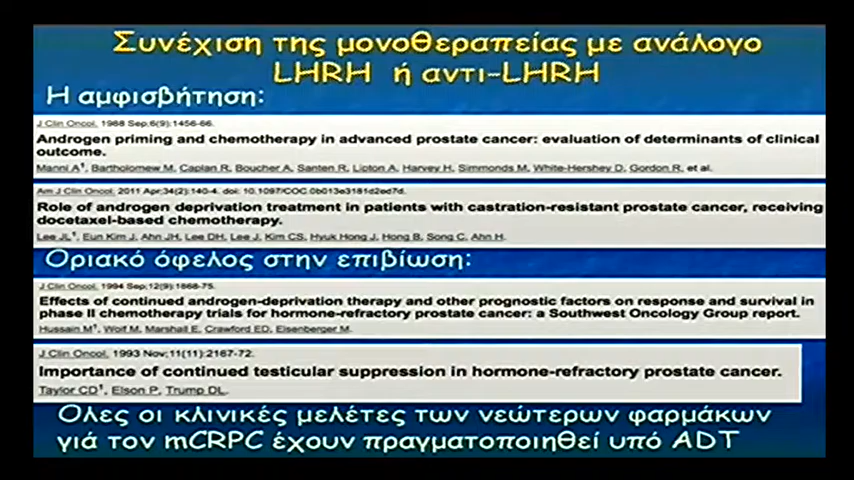 Συνέχιση της μονοθεραπείας με ανάλογο
LHRH ή αντι-LHRH
Η αμφισβήτηση:
J Clin Oncol. 1988 Sep;6(9):1456-66.
Androgen priming and chemotherapy in advanced prostate cancer: evaluation of determinants of clinical
outcome.
Manni A¹, Bartholomew M, Caplan R, Boucher A, Santen R, Lipton A, Harvey H, Simmonds M, White-Hershey D, Gordon R, et al.
Am J Clin Oncol. 2011 Apr;34(2):140-4. doi: 10.1097/COC.0b013e3181d2ed7d.
Role of androgen deprivation treatment in patients with castration-resistant prostate cancer, receiving
docetaxel-based chemotherapy.
Lee JL¹, Eun Kim J, Ahn JH, Lee DH, Lee J, Kim CS, Hyuk Hong J, Hong B, Song C, Ahn H.
Οριακό όφελος στην επιβίωση:
J Clin Oncol. 1994 Sep;12(9):1868-75.
Effects of continued androgen-deprivation therapy and other prognostic factors on response and survival in
phase II chemotherapy trials for hormone-refractory prostate cancer: a Southwest Oncology Group report.
Hussain M¹, Wolf M, Marshall E, Crawford ED, Eisenberger M.
J Clin Oncol. 1993 Nov;11(11):2167-72.
Importance of continued testicular suppression in hormone-refractory prostate cancer.
Taylor CD¹, Elson P, Trump DL.
Όλες οι κλινικές μελέτες των νεώτερων φαρμάκων
γιά τον mCRPC έχουν πραγματοποιηθεί υπό ADT